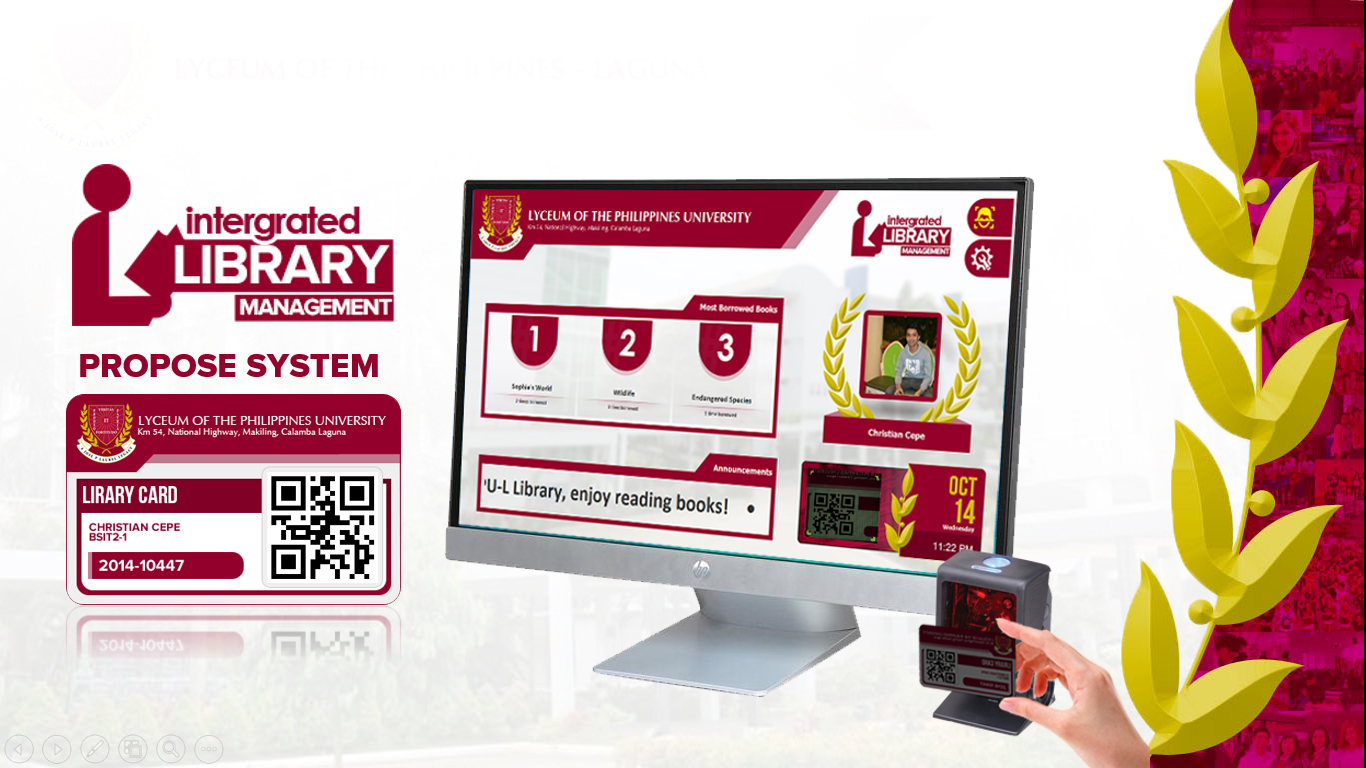 intergrated
LIBRARY
MANAGEMENT
PROPOSE SYSTEM
LYCEUM OF THE PHILIPPINES UNIVERSITY
Km 54, National Highway, Makiling, Calamba Laguna
LIRARY CARD
CHRISTIAN CEPE
BSIT2-1
2014-10447
LYCEUM OF THE PHILIPPINES UNIVERSITY
Km 54, National Highway, Makiling, Calamba Laguna
intergrated
LIBRARY
MANAGEMENT
Most Borrowed Books
1
2
3
Sophie's World
Wildlife
Endangered Species
Christian Cepe
Announcements
U-L Library, enjoy reading books! •
OCT
14
Wednesday
11:22 PM
hp